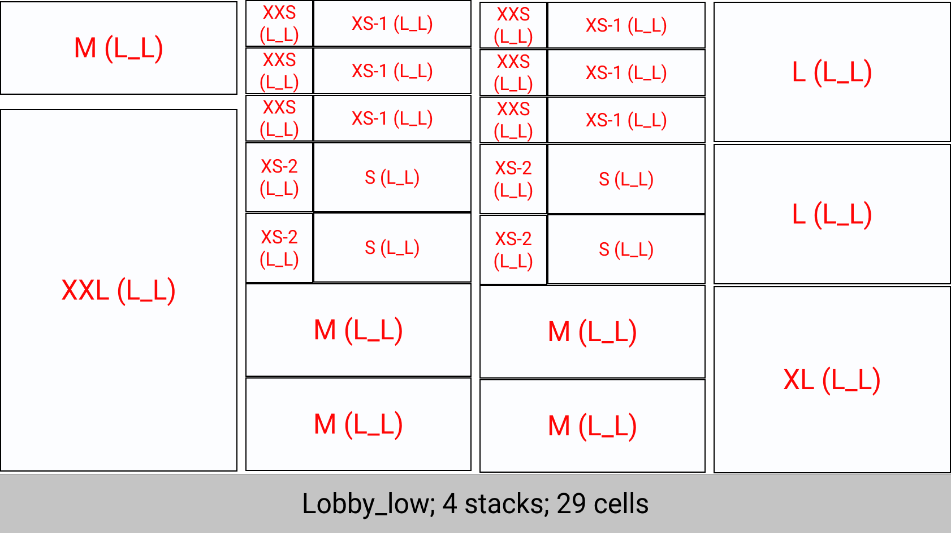 M (L_L)
XXL (L_L)
XXS
(L_L)
XS-1 (L_L)
XXS
(L_L)
XS-1 (L_L)
XXS
(L_L)
XS-1 (L_L)
XS-2
(L_L)
S (L_L)
XS-2
(L_L)
S (L_L)
M (L_L)
M (L_L)
XXS
(L_L)
XS-1 (L_L)
XXS
(L_L)
XS-1 (L_L)
XXS
(L_L)
XS-1 (L_L)
XS-2
(L_L)
S (L_L)
XS-2
(L_L)
S (L_L)
M (L_L)
M (L_L)
L (L_L)
L (L_L)
XL (L_L)
Lobby_low; 4 stacks; 29 cells